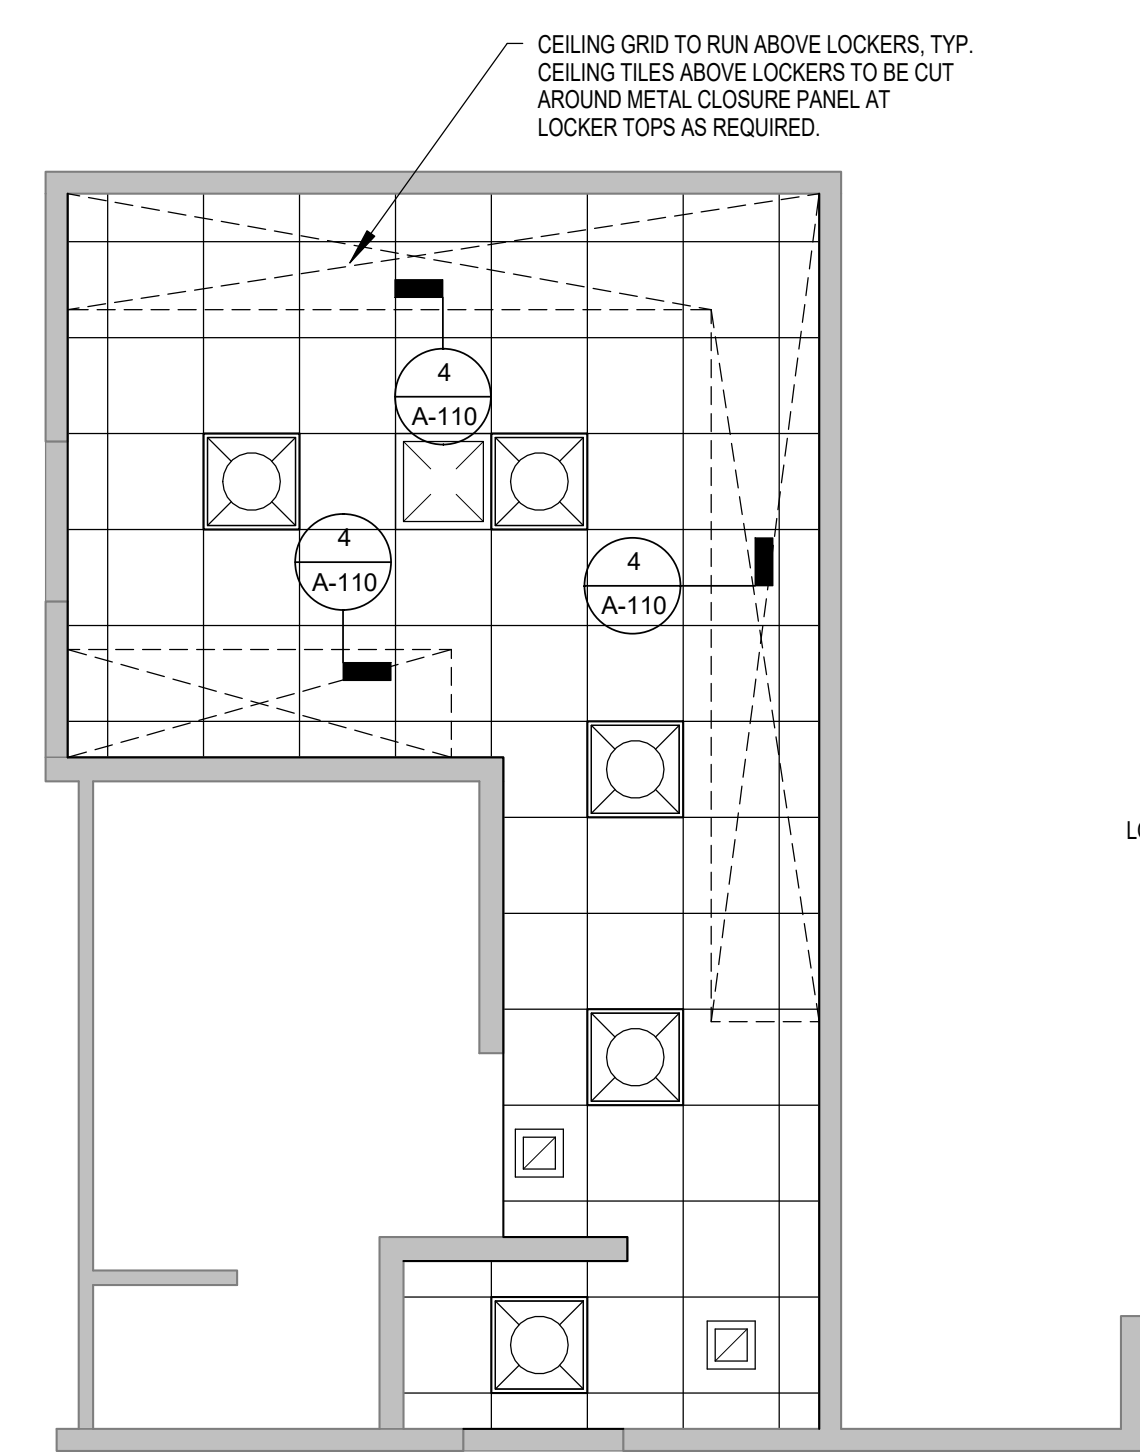 CEILING GRID TO RUN ABOVE LOCKERS, TYP.
CEILING TILES ABOVE LOCKERS TO BE CUT
AROUND METAL CLOSURE PANEL AT
LOCKER TOPS AS REQUIRED.
4
A-110
4
A-110
4
A-110